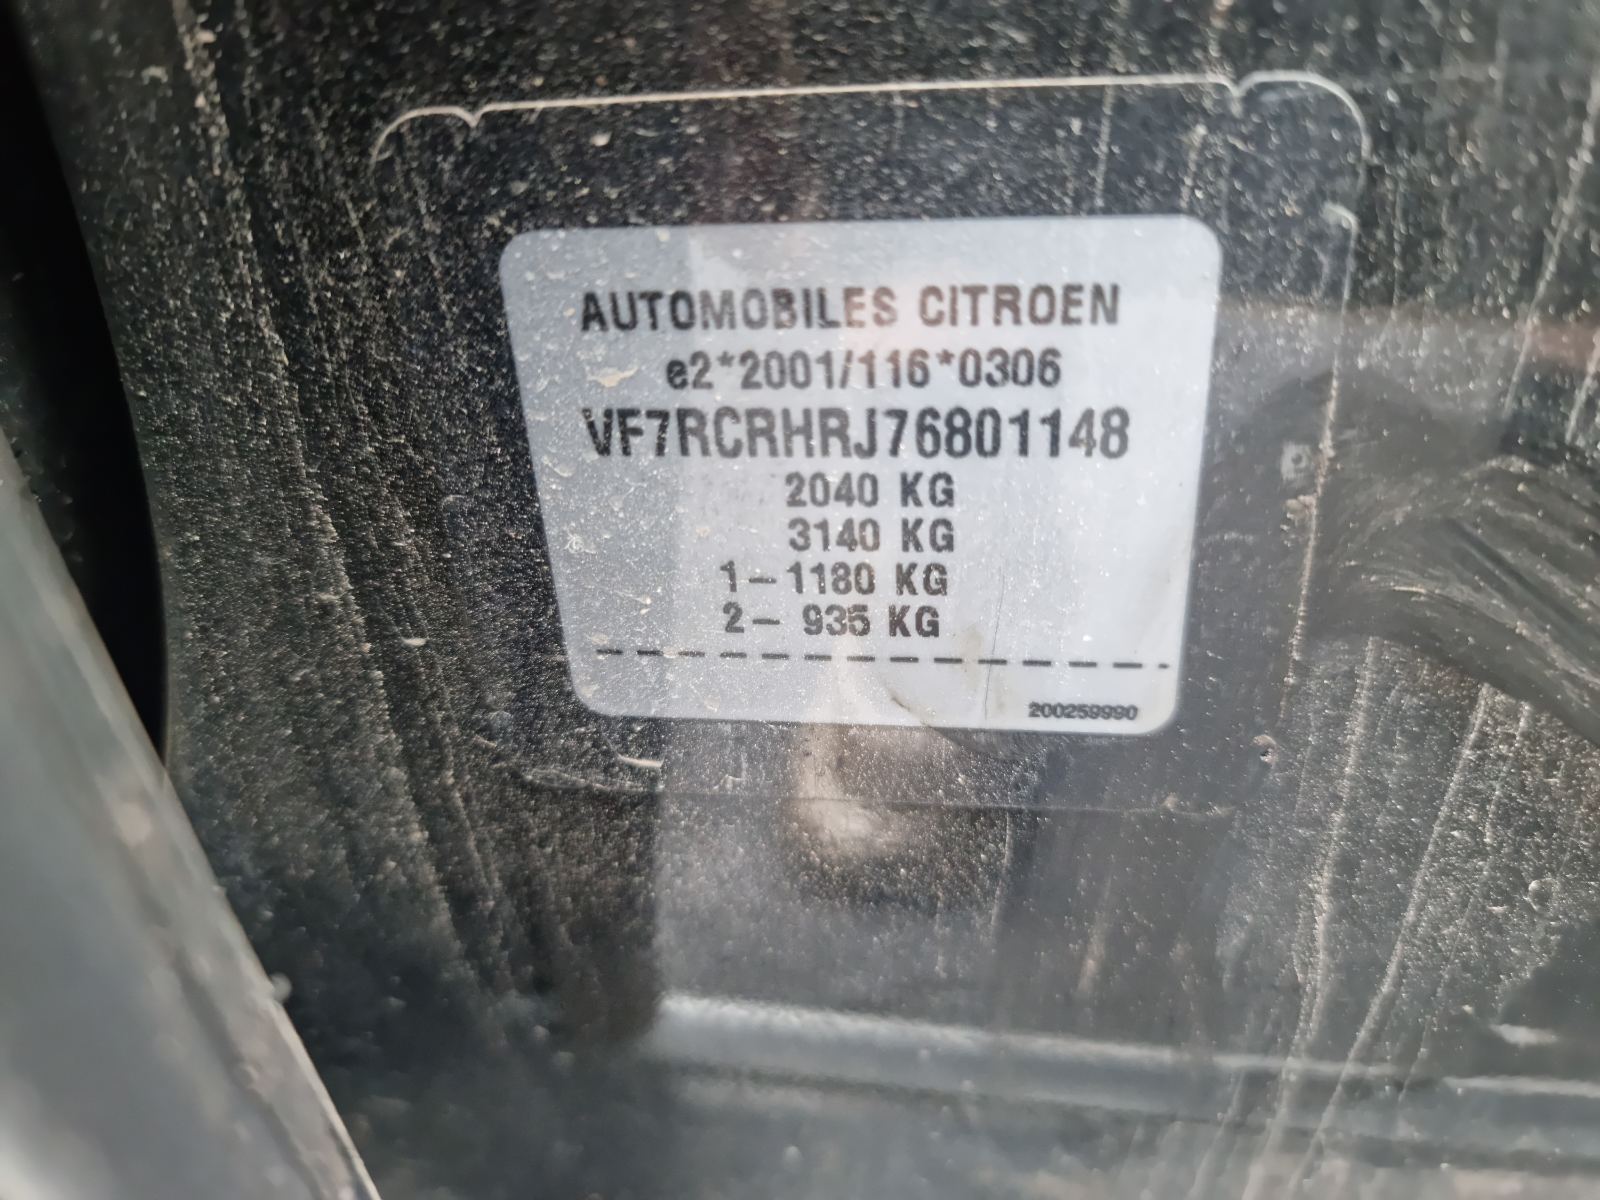 AUTOMOBILES CITROEN
e2*2001/116*0306
VF7RCRHRJ76801148
2040 KG
3140 KG
1- 1180 KG
2- 935 KG
200259990